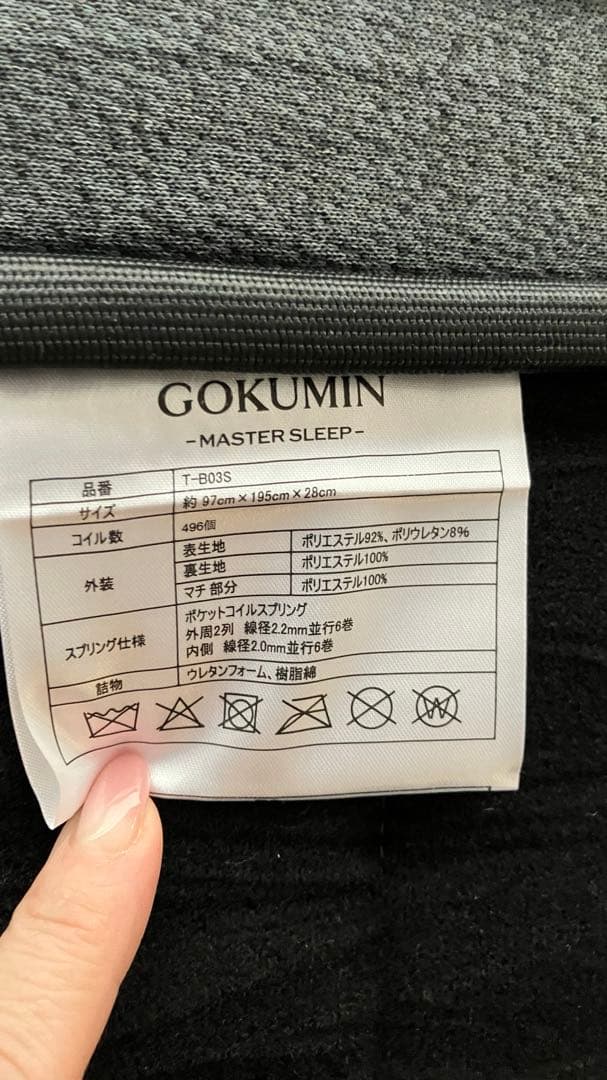 GOKUMIN
-MASTER SLEEP-
品番 T-B03S
サイズ 約 97cm×195cm×28cm
コイル数 496個
外装 表生地 ポリエステル92%、ポリウレタン8%
裏生地 ポリエステル100%
マチ部分 ポリエステル100%
スプリング仕様 ポケットコイルスプリング
外周2列 線径2.2mm並行6巻
内側 線径2.0mm並行6巻
詰物 ウレタンフォーム、樹脂綿
W